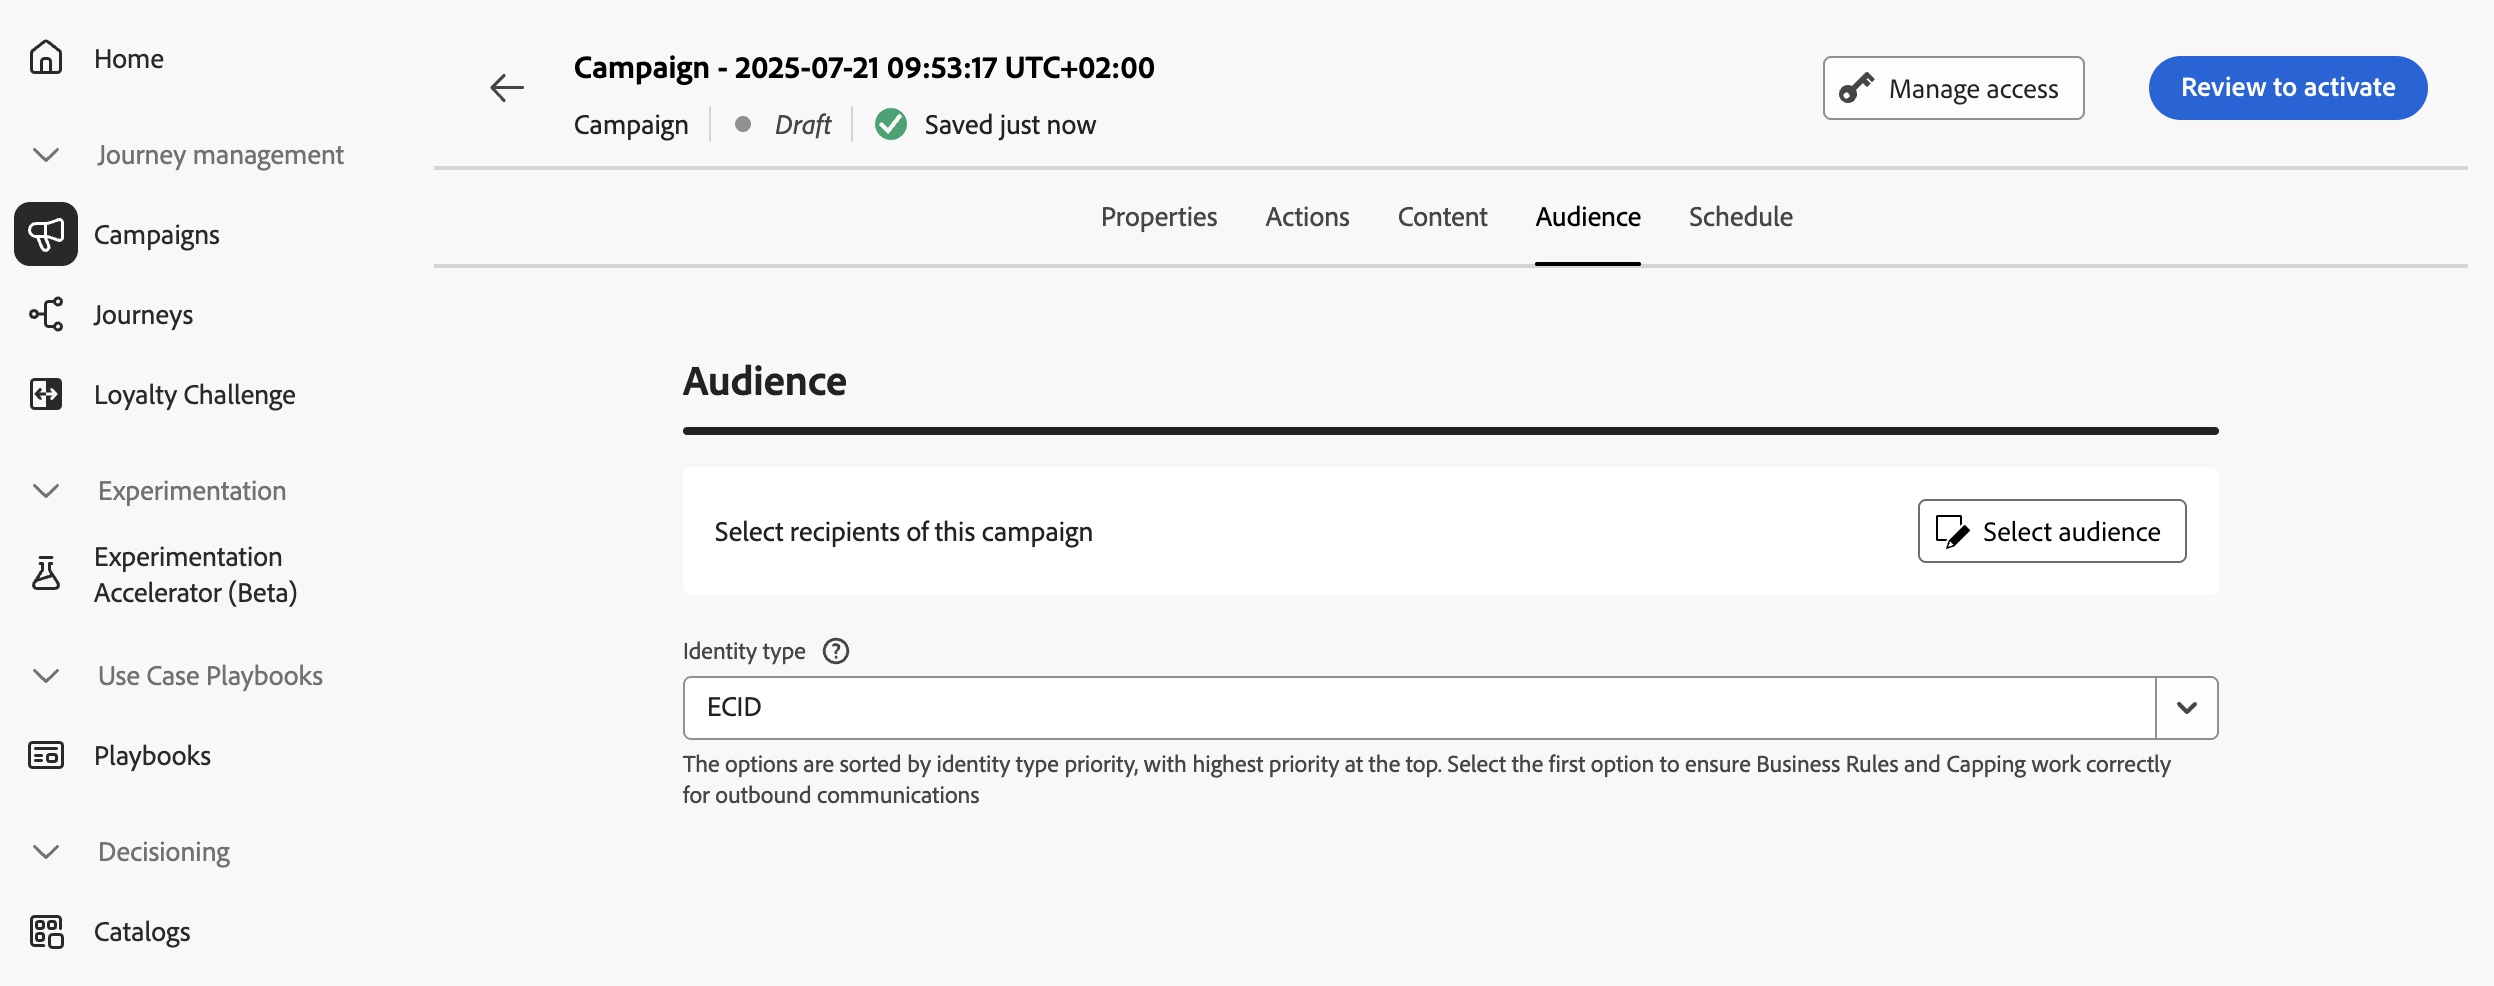 Home
Journey management
Campaigns
Journeys
Loyalty Challenge
Experimentation
Experimentation
Accelerator (Beta)
Use Case Playbooks
Playbooks
Decisioning
Catalogs
Campaign - 2025-07-21 09:53:17 UTC+02:00
Campaign Draft Saved just now
Manage access
Review to activate
Properties Actions Content Audience Schedule
Audience
Select recipients of this campaign
Select audience
Identity type ?
ECID
The options are sorted by identity type priority, with highest priority at the top. Select the first option to ensure Business Rules and Capping work correctly
for outbound communications